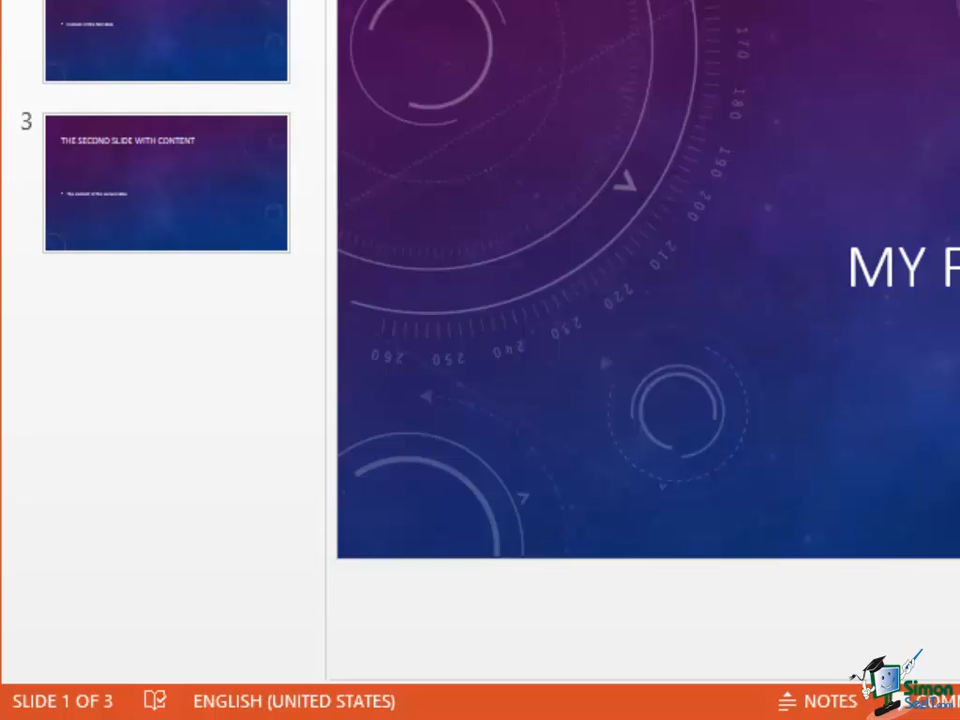 3
THE SECOND SLIDE WITH CONTENT
170
180
190
200
210
220
230
240
250
260
MY
SLIDE 1 OF 3
ENGLISH (UNITED STATES)
NOTES
Simon